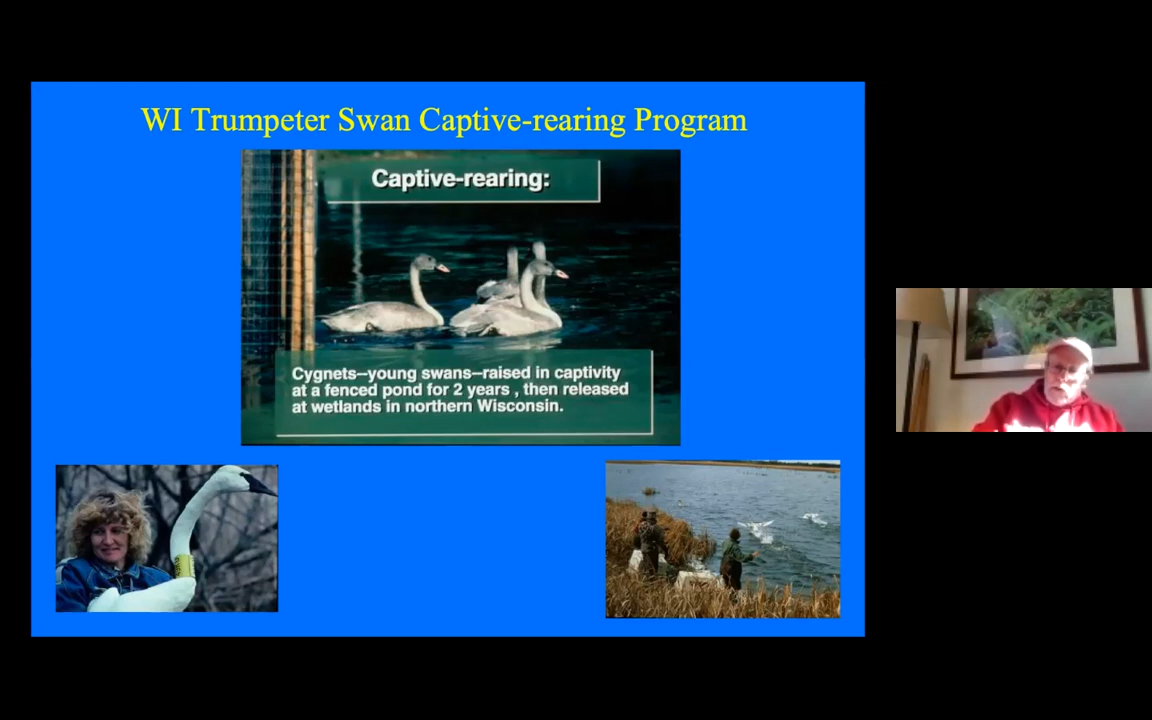 WI Trumpeter Swan Captive-rearing Program
Captive-rearing:
Cygnets—young swans—raised in captivity
at a fenced pond for 2 years , then released
at wetlands in northern Wisconsin.